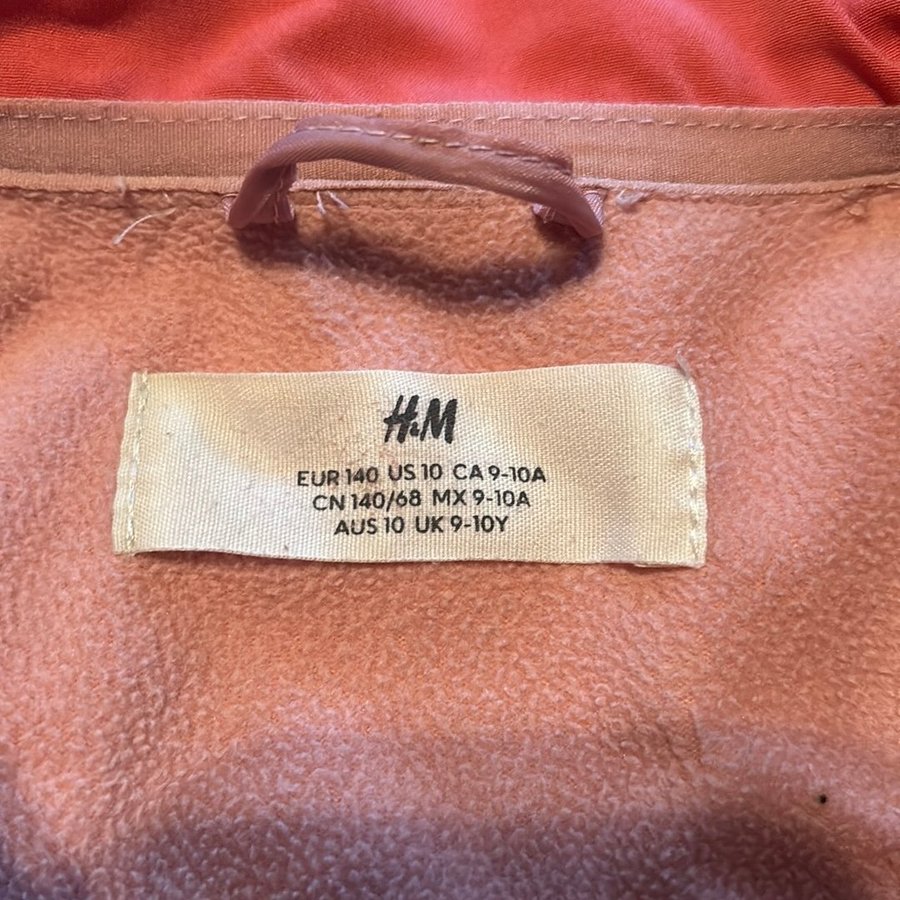 H&M
EUR 140 US 10 CA 9-10A
CN 140/68 MX 9-10A
AUS 10 UK 9-10Y